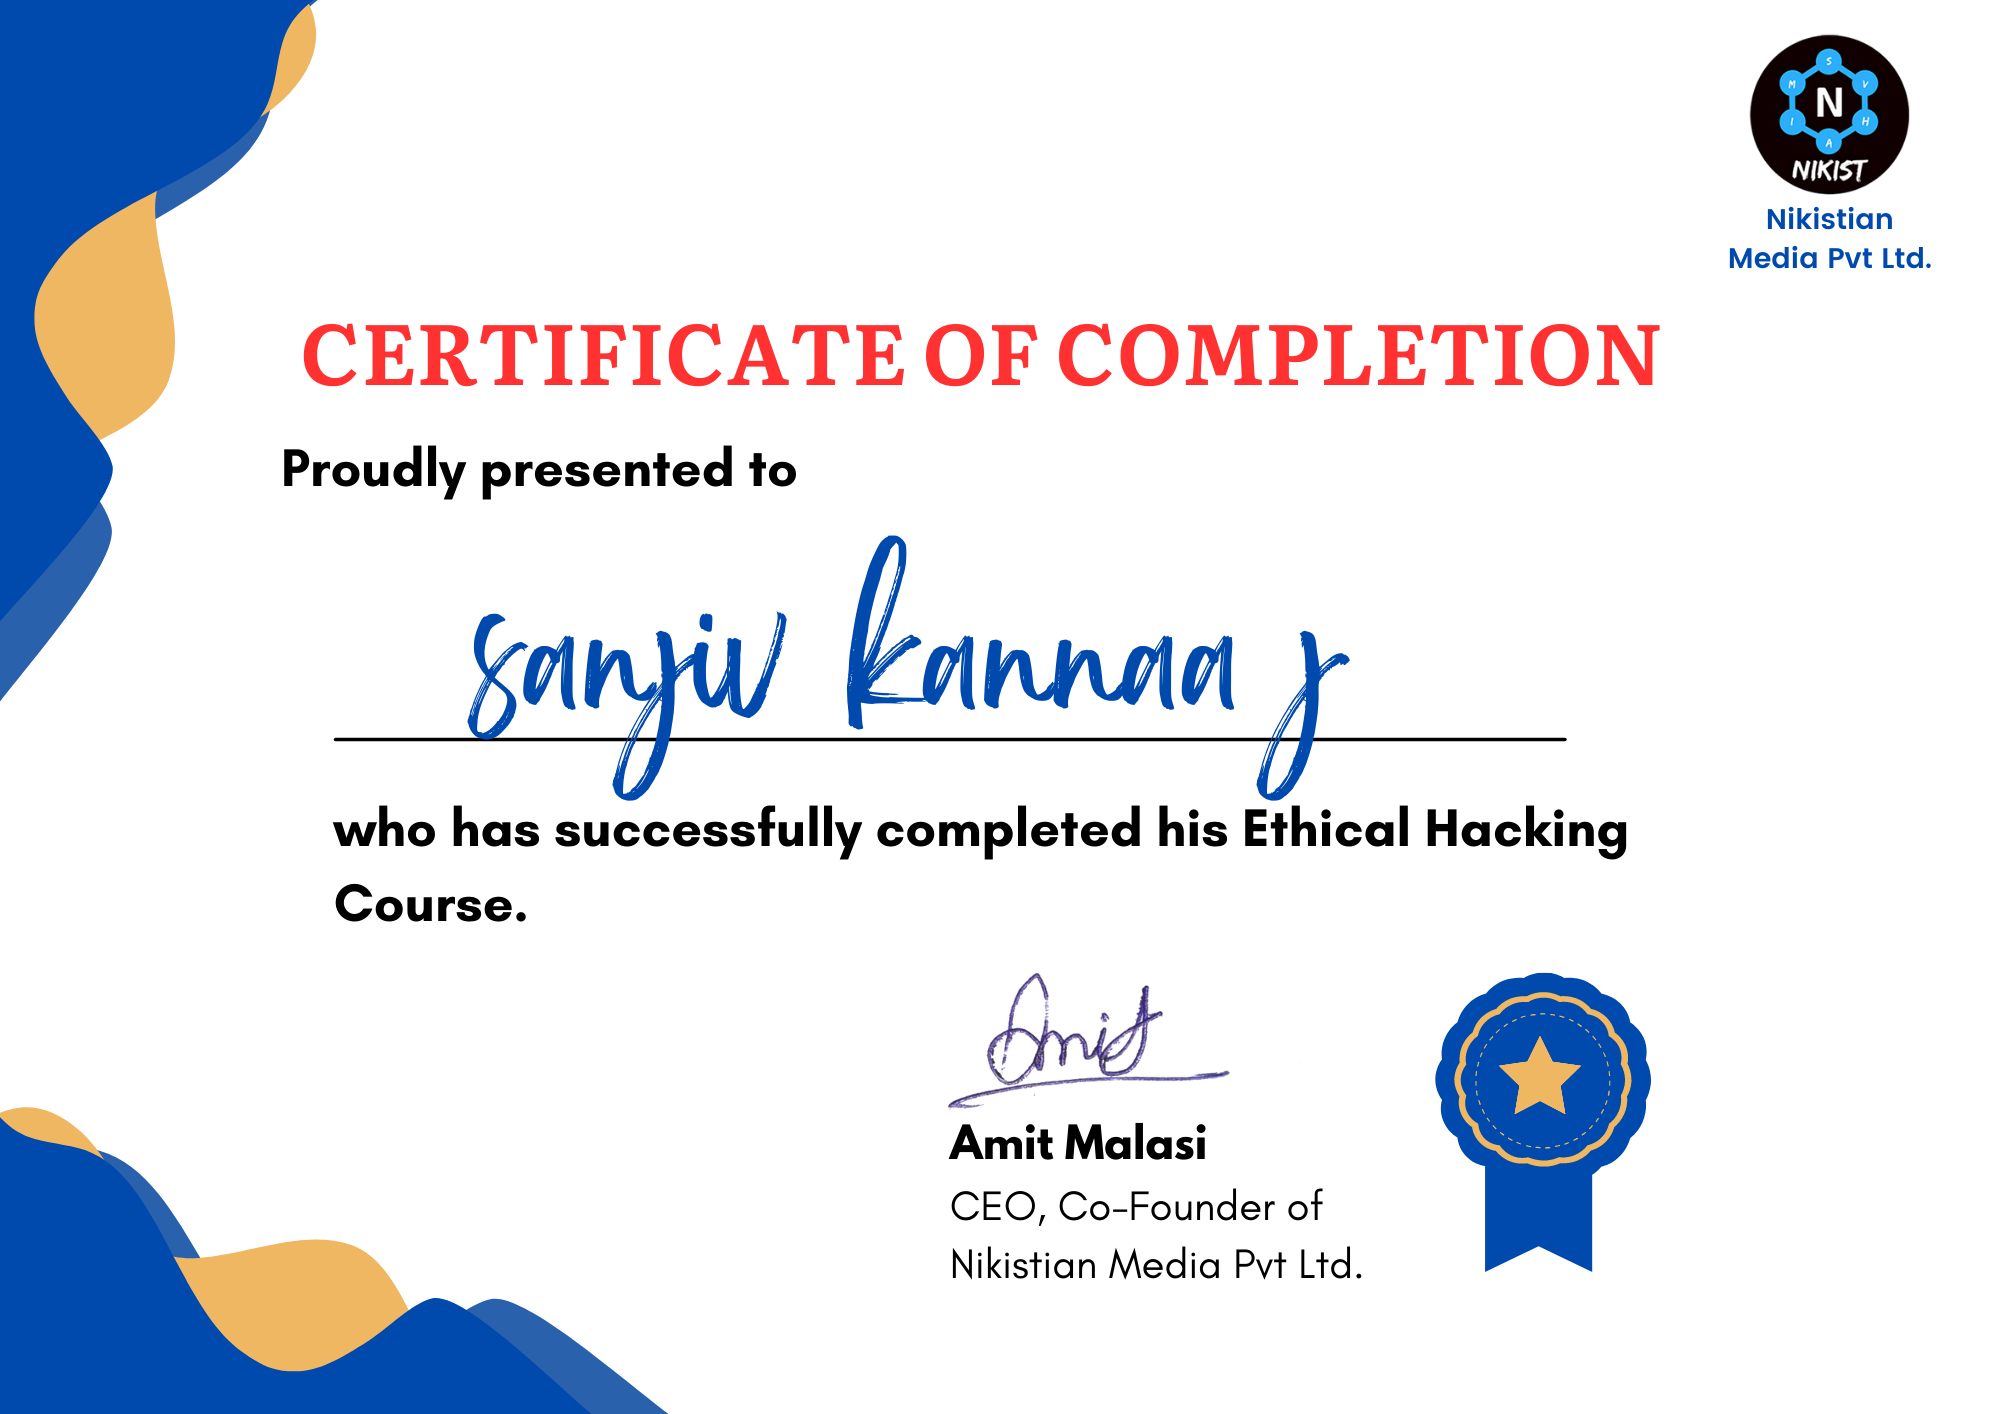 S
M
V
N
I
H
A
NIKIST
Nikistian
Media Pvt Ltd.
CERTIFICATE OF COMPLETION
Proudly presented to
sanjiv kannaa j
who has successfully completed his Ethical Hacking
Course.
Amit
Amit Malasi
CEO, Co-Founder of
Nikistian Media Pvt Ltd.